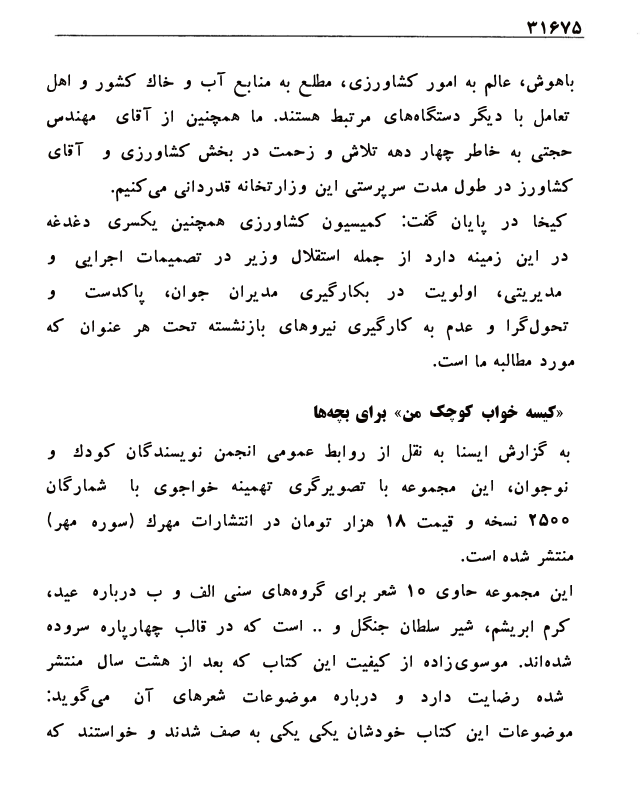 ۳۱۶۷۵
باهوش، عالم به امور کشاورزی، مطلع به منابع آب و خاك كشور و اهل
تعامل با دیگر دستگاه‌های مرتبط هستند. ما همچنین از آقای مهندس
حجتی به خاطر چهار دهه تلاش و زحمت در بخش کشاورزی و آقای
کشاورز در طول مدت سرپرستی این وزارتخانه قدردانی می‌کنیم.
کیخا در پایان گفت: کمیسیون کشاورزی همچنین یکسری دغدغه
در این زمینه دارد از جمله استقلال وزیر در تصمیمات اجرایی و
مدیریتی، اولویت در بکارگیری مدیران جوان، پاکدست و
تحول‌گرا و عدم به کارگیری نیروهای بازنشسته تحت هر عنوان که
مورد مطالبه ما است.
«کیسه خواب کوچک من» برای بچه‌ها
به گزارش ایسنا به نقل از روابط عمومی انجمن نویسندگان کودك و
نوجوان، این مجموعه با تصویرگری تهمینه خواجوی با شمارگان
۲۵۰۰ نسخه و قیمت ۱۸ هزار تومان در انتشارات مهرك (سوره مهر)
منتشر شده است.
این مجموعه حاوی ۱۰ شعر برای گروه‌های سنی الف و ب درباره عید،
کرم ابریشم، شیر سلطان جنگل و .. است که در قالب چهارپاره سروده
شده‌اند. موسوی‌زاده از کیفیت این کتاب که بعد از هشت سال منتشر
شده رضایت دارد و درباره موضوعات شعرهای آن می‌گوید:
موضوعات این کتاب خودشان یکی یکی به صف شدند و خواستند که